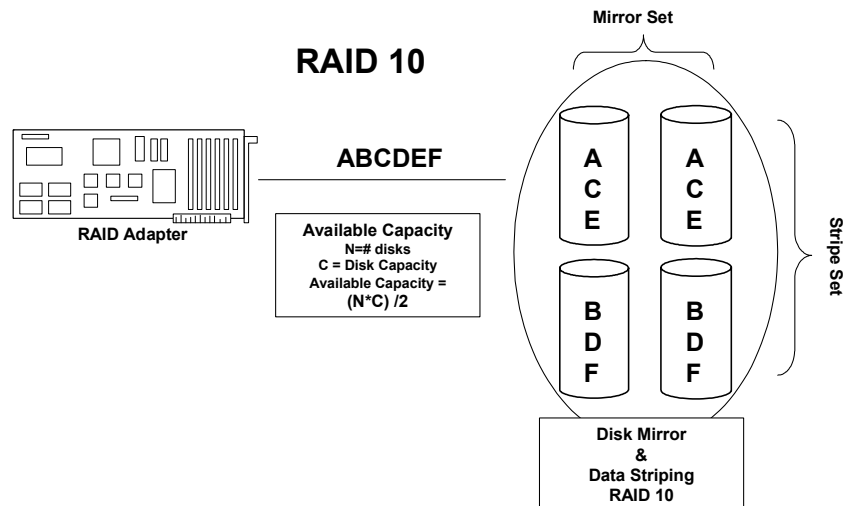 Mirror Set
RAID 10
ABCDEF
RAID Adapter
Available Capacity
N=# disks
C = Disk Capacity
Available Capacity =
(N*C) /2
A
C
E
A
C
E
B
D
F
B
D
F
Stripe Set
Disk Mirror
&
Data Striping
RAID 10